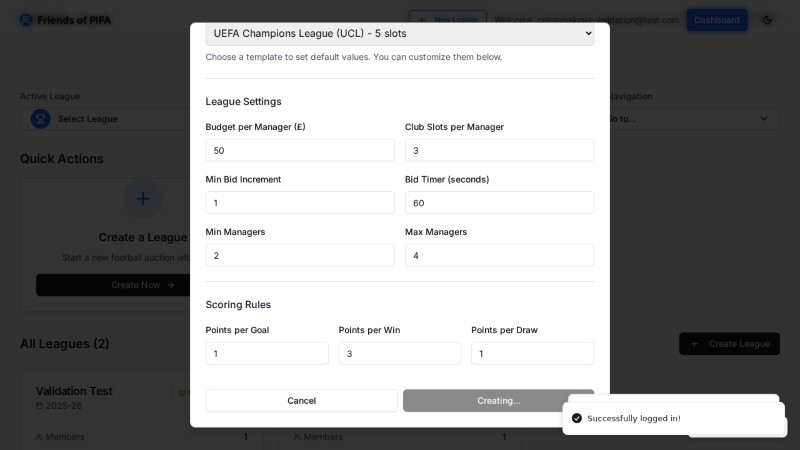 Friends of PIFA
New League
Welcome, commissioner.validation@test.com
Dashboard
UEFA Champions League (UCL) - 5 slots
Choose a template to set default values. You can customize them below.
Active League
Navigation
Select League
Go to...
League Settings
Budget per Manager (£)
Club Slots per Manager
50
3
Quick Actions
Min Bid Increment
Bid Timer (seconds)
1
60
Create a League
Min Managers
Max Managers
Start a new football auction with
2
4
Create Now
Scoring Rules
Points per Goal
Points per Win
Points per Draw
All Leagues (2)
Create League
1
3
1
Validation Test
2025-26
Cancel
Creating...
Successfully logged in!
Members
1
Members
1